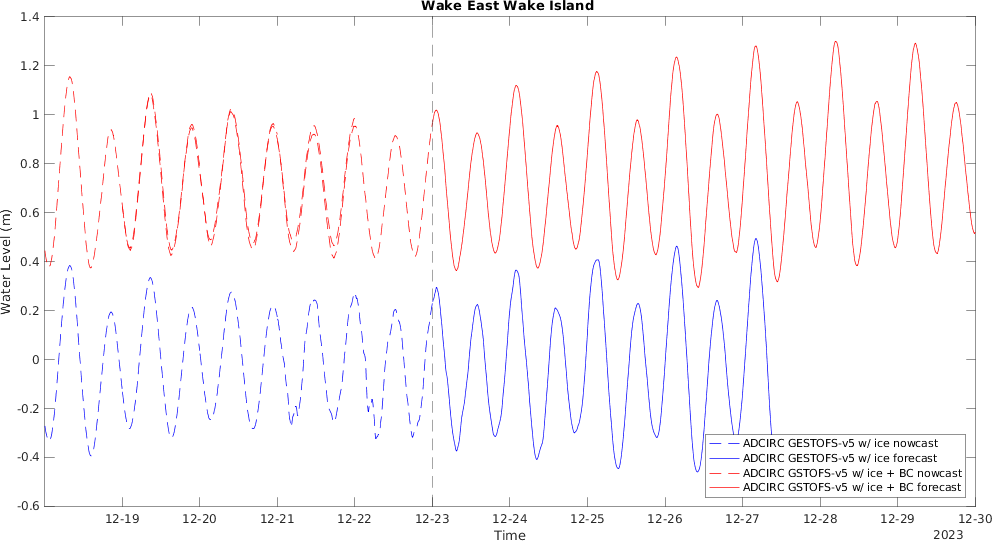 Wake East Wake Island
1.4
1.2
1
0.8
0.6
0.4
0.2
0
-0.2
-0.4
-0.6
Water Level (m)
ADCIRC GESTOFS-v5 w/ ice nowcast
ADCIRC GESTOFS-v5 w/ ice forecast
ADCIRC GSTOFS-v5 w/ ice + BC nowcast
ADCIRC GSTOFS-v5 w/ ice + BC forecast
12-19 12-20 12-21 12-22 12-23 12-24 12-25 12-26 12-27 12-28 12-29 12-30
Time
2023